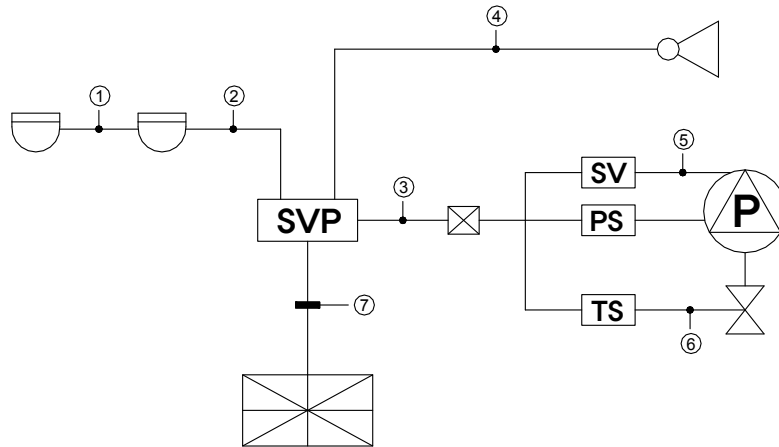 ④
① ②
SV ⑤
③
SVP PS P
TS
⑦ ⑥